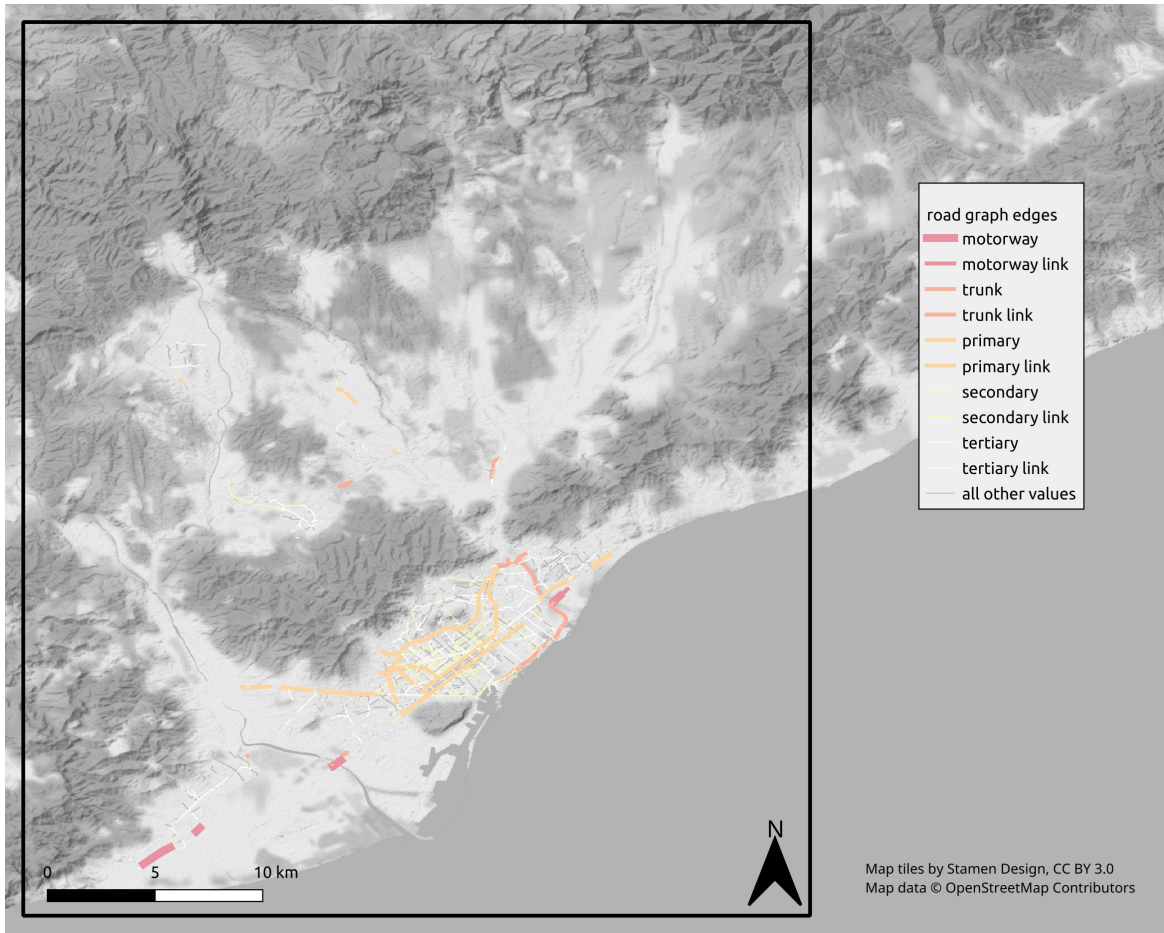 road graph edges
motorway
motorway link
trunk
trunk link
primary
primary link
secondary
secondary link
tertiary
tertiary link
all other values
N
0 5 10 km
Map tiles by Stamen Design, CC BY 3.0
Map data © OpenStreetMap Contributors